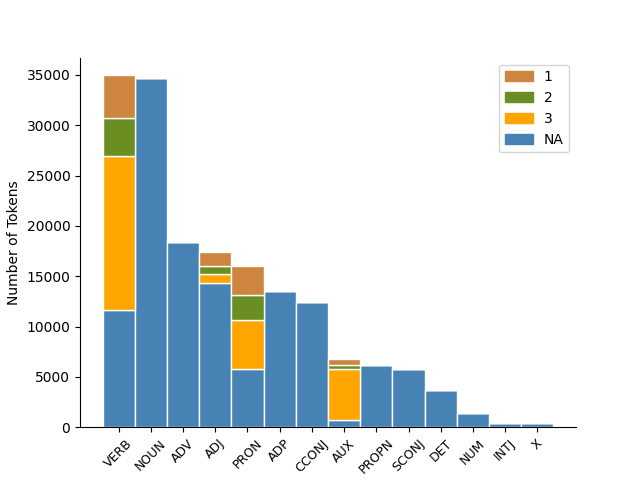 1
2
3
NA
Number of Tokens
35000
30000
25000
20000
15000
10000
5000
0
VERB
NOUN
ADV
ADJ
PRON
ADP
CCONJ
AUX
PROPN
SCONJ
DET
NUM
INTJ
X